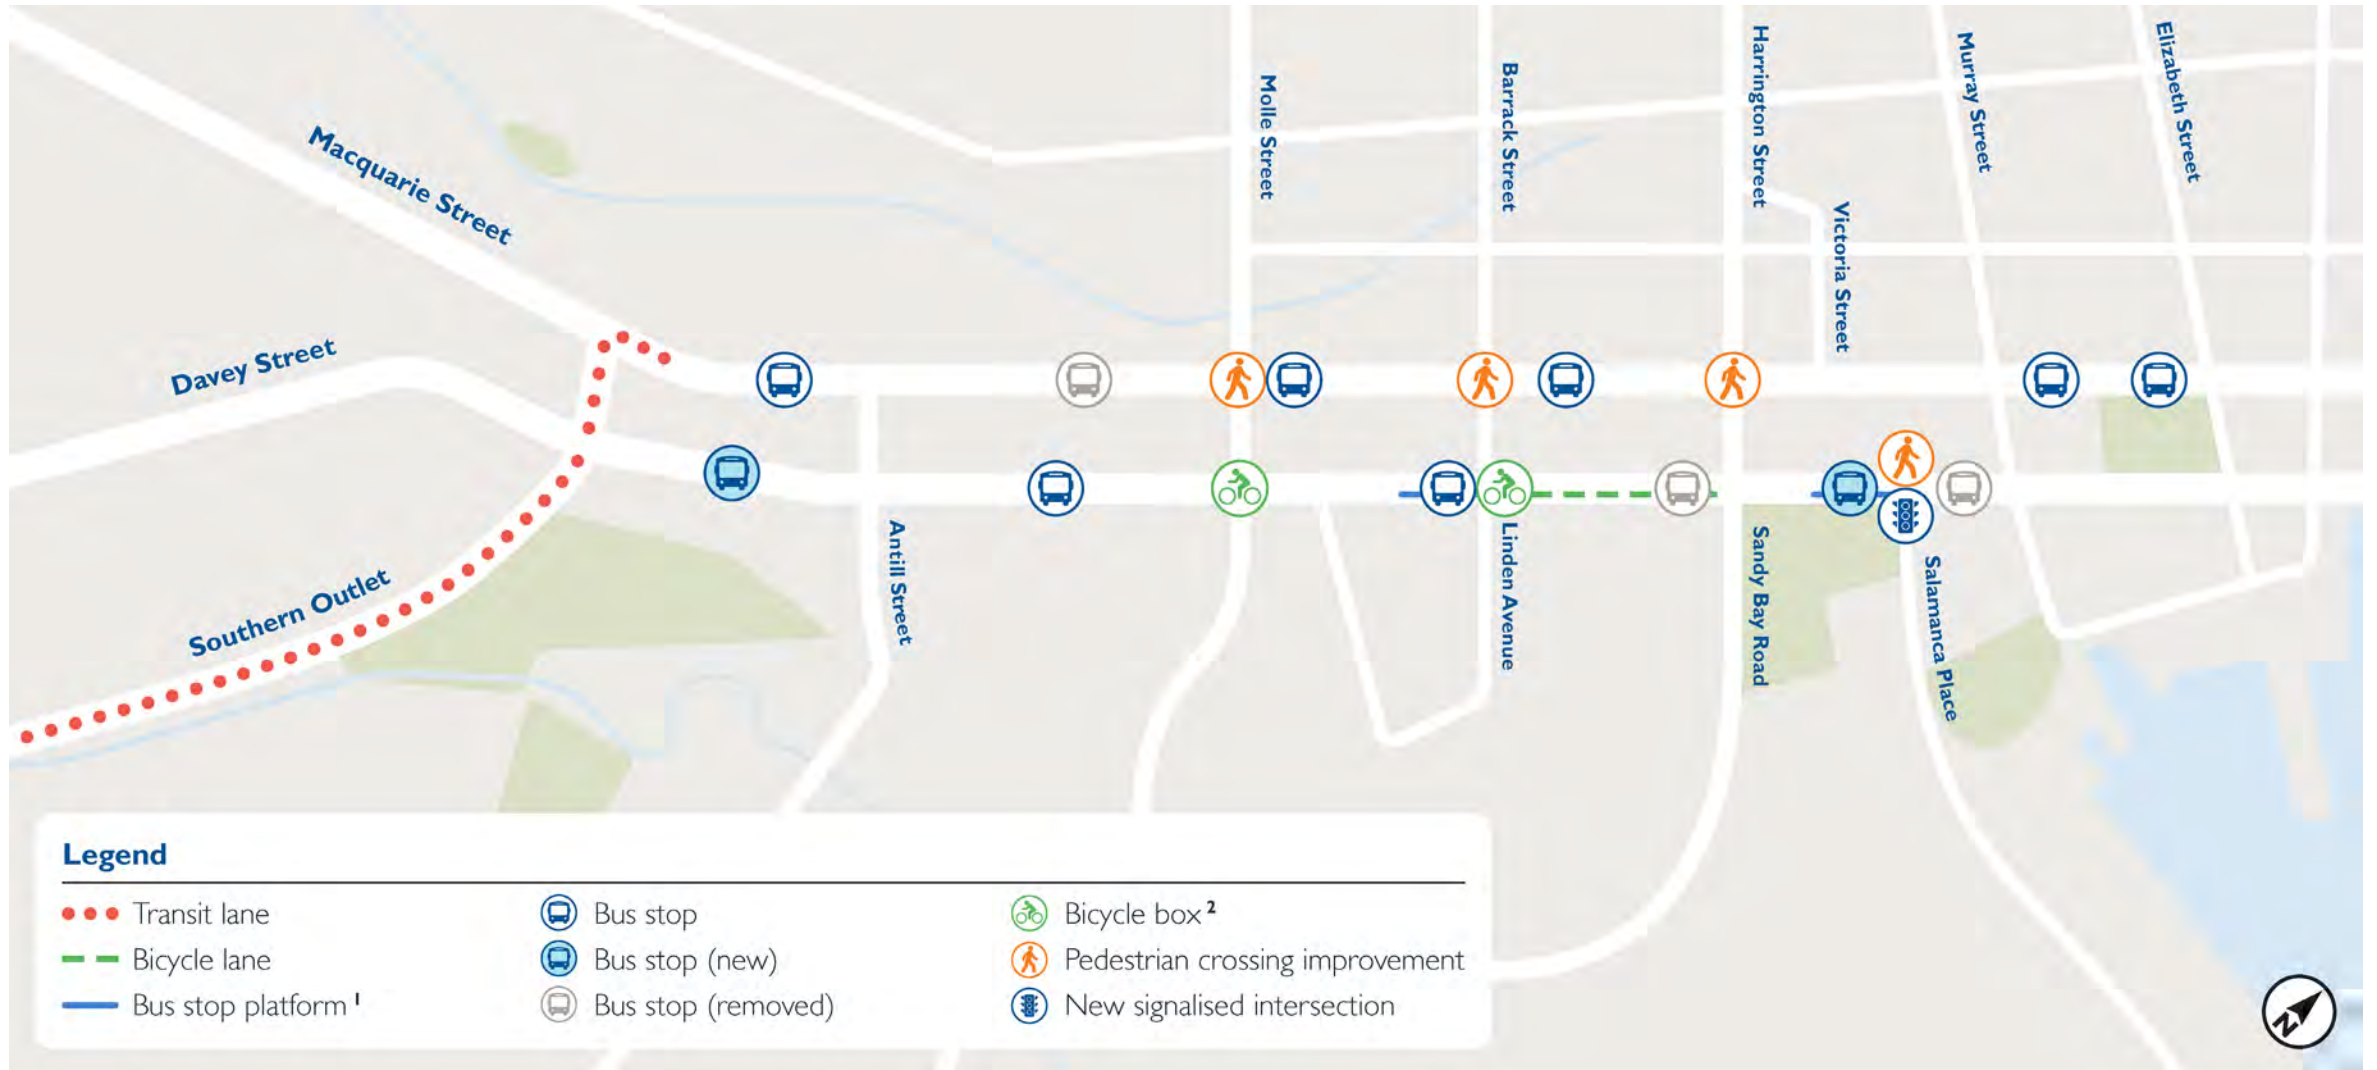 Molle Street
Barrack Street
Harrington Street
Murray Street
Elizabeth Street
Victoria Street
Macquarie Street
Davey Street
Southern Outlet
Antill Street
Linden Avenue
Sandy Bay Road
Salamanca Place
Legend
Transit lane
Bicycle lane
Bus stop platform 1
Bus stop
Bus stop (new)
Bus stop (removed)
Bicycle box 2
Pedestrian crossing improvement
New signalised intersection
N